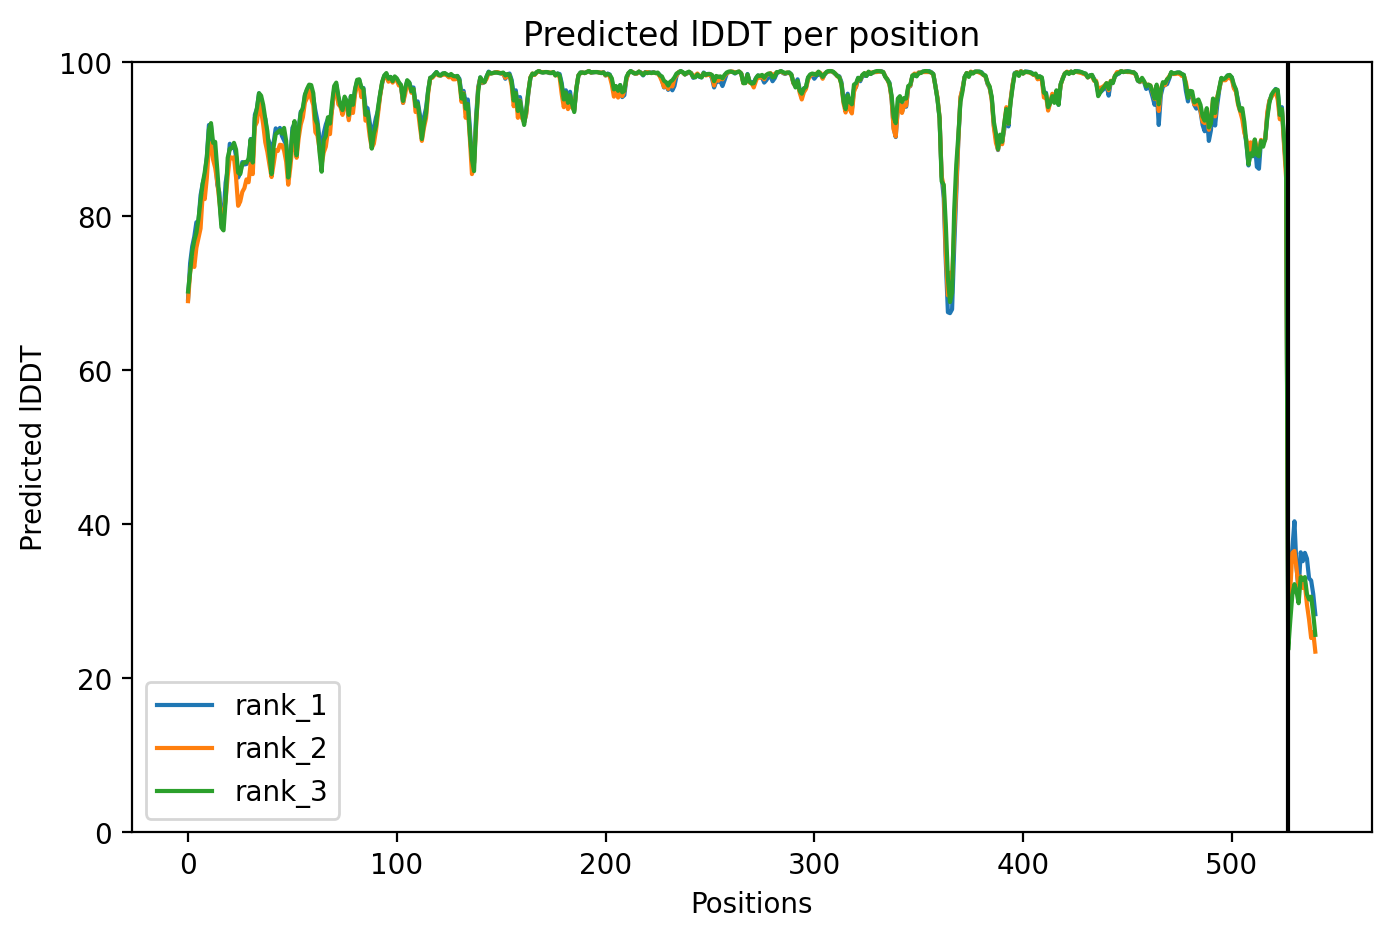 Predicted lDDT per position
100
80
60
40
20
0
Predicted lDDT
rank_1
rank_2
rank_3
0 100 200 300 400 500
Positions